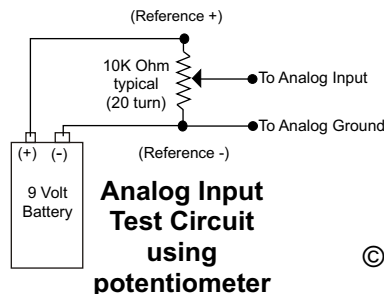 (Reference +)
10K Ohm
typical
(20 turn)
To Analog Input
To Analog Ground
(+) (-)
(Reference -)
9 Volt
Battery
Analog Input
Test Circuit
using
potentiometer
©